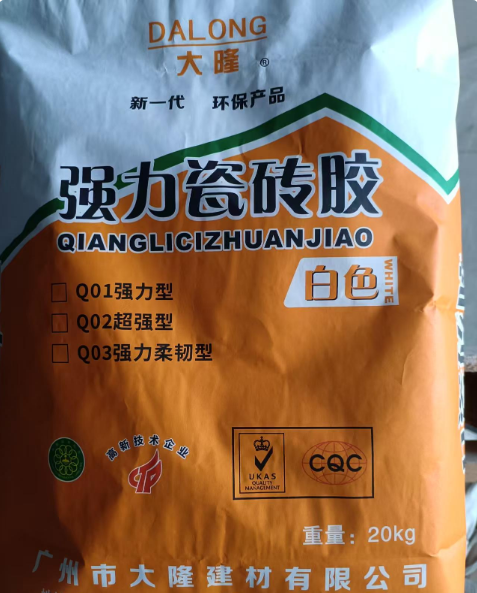 DALONG
大隆®
新一代 环保产品
强力瓷砖胶
QIANGLICIZHUANJIAO
白色 WHITE
Q01强力型
Q02超强型
Q03强力柔韧型
高新技术企业
UKAS
QUALITY
MANAGEMENT
CQC
重量：20kg
广州市大隆建材有限公司